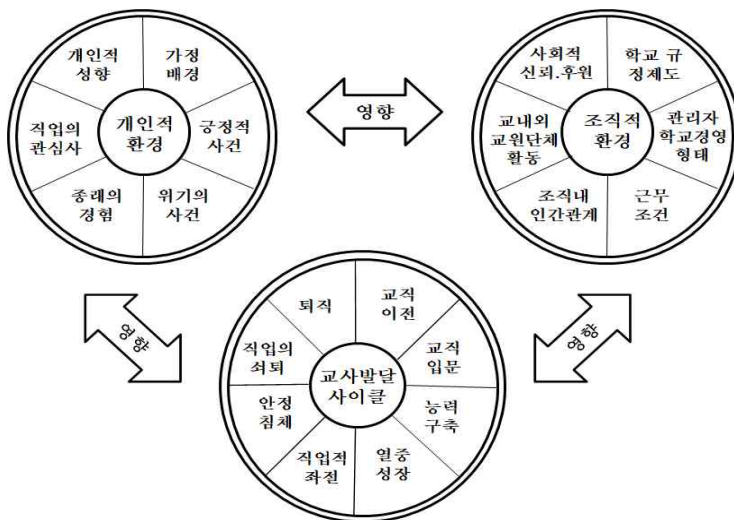 개인적
성향
가정
배경
직업의
관심사
개인적
환경
긍정적
사건
종래의
경험
위기의
사건
영향
사회적
신뢰.후원
학교 규
정제도
교내외
교원단체
활동
조직적
환경
관리자
학교경영
형태
조직내
인간관계
근무
조건
영향
영향
퇴직
교직
이전
직업의
쇠퇴
교직
입문
교사발달
사이클
안정
침체
능력
구축
직업적
좌절
열중
성장